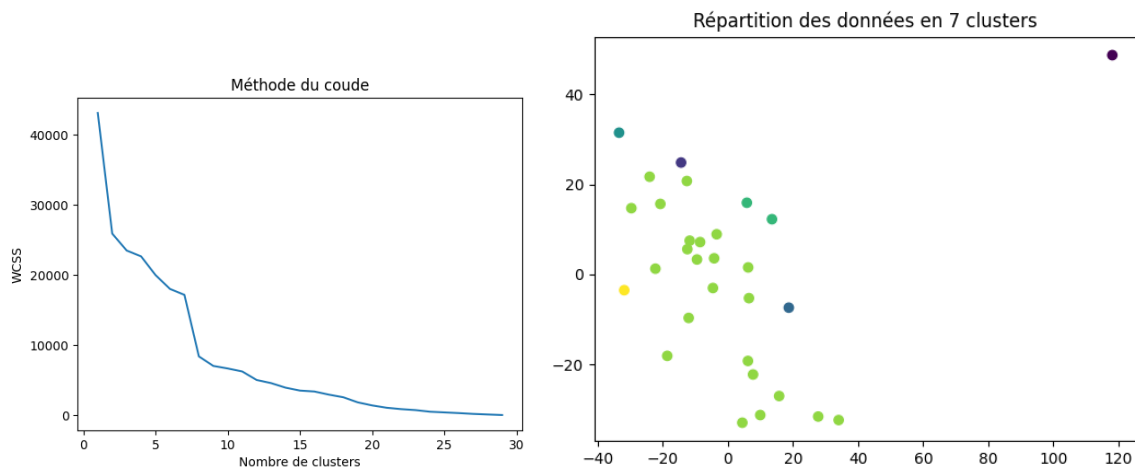 Méthode du coude
WCSS
40000
30000
20000
10000
0
0 5 10 15 20 25 30
Nombre de clusters
Répartition des données en 7 clusters
40
20
0
−20
−40 −20 0 20 40 60 80 100 120